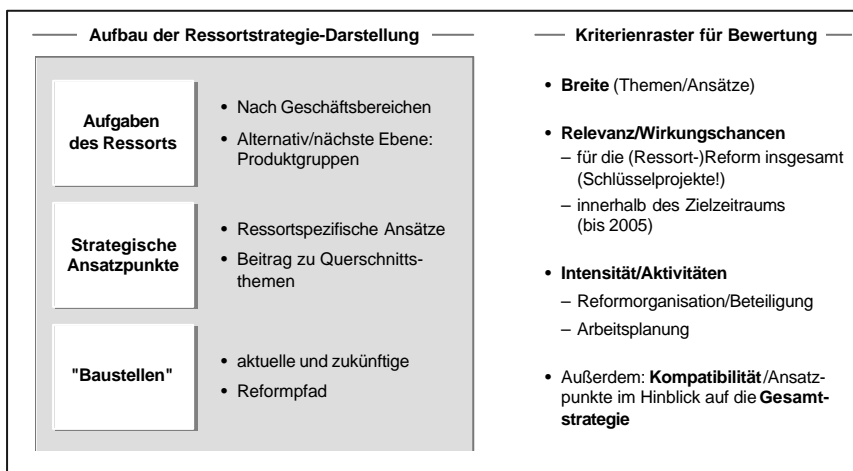 Aufbau der Ressortstrategie-Darstellung
Aufgaben
des Ressorts
• Nach Geschäftsbereichen
• Alternativ/nächste Ebene:
Produktgruppen
Strategische
Ansatzpunkte
• Ressortspezifische Ansätze
• Beitrag zu Querschnitts-
themen
"Baustellen"
• aktuelle und zukünftige
• Reformpfad
Kriterienraster für Bewertung
• Breite (Themen/Ansätze)
• Relevanz/Wirkungschancen
– für die (Ressort-)Reform insgesamt
(Schlüsselprojekte!)
– innerhalb des Zielzeitraums
(bis 2005)
• Intensität/Aktivitäten
– Reformorganisation/Beteiligung
– Arbeitsplanung
• Außerdem: Kompatibilität/Ansatz-
punkte im Hinblick auf die Gesamt-
strategie